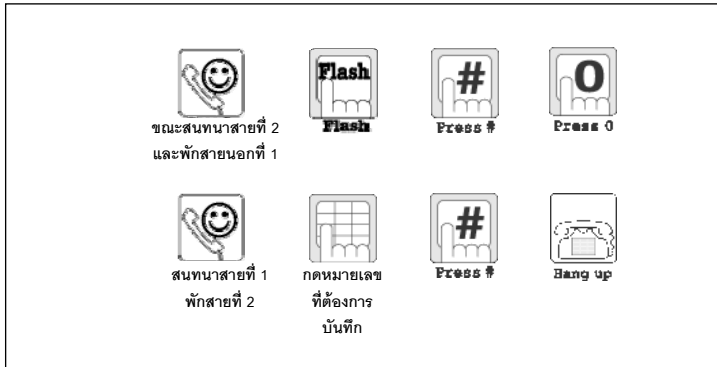 Flash
#
0
ขณะสนทนาสายที่ 2
และพักสายนอกที่ 1
Flash
Press #
Press 0
#
สนทนาสายที่ 1
พักสายที่ 2
กดหมายเลข
ที่ต้องการ
บันทึก
Press #
Hang up